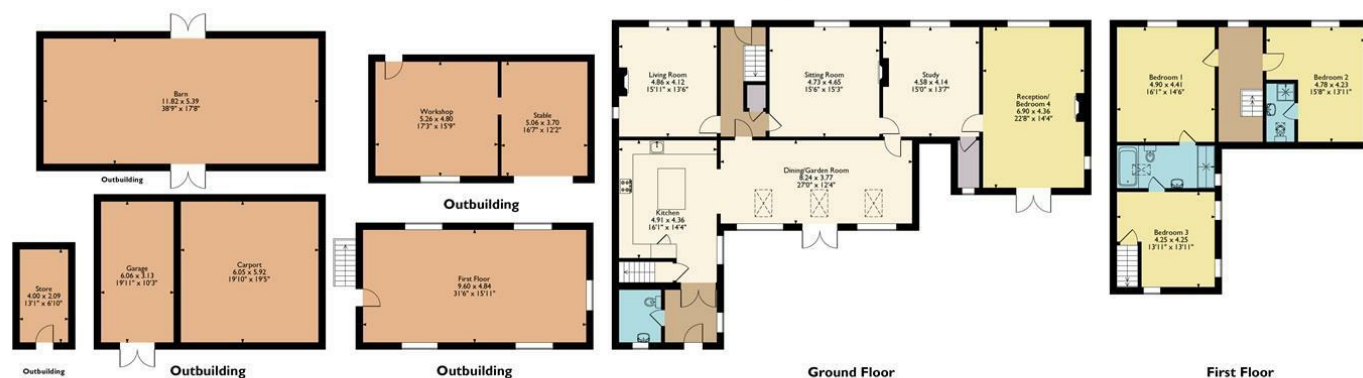 Barn
11.82 x 5.39
38'9" x 17'8"
Outbuilding
Workshop
5.26 x 4.80
17'3" x 15'9"
Stable
5.06 x 3.70
16'7" x 12'2"
Outbuilding
Store
4.00 x 2.09
13'1" x 6'10"
Outbuilding
Garage
6.06 x 3.13
19'11" x 10'3"
Carport
6.05 x 5.92
19'10" x 19'5"
Outbuilding
First Floor
9.60 x 4.84
31'6" x 15'11"
Outbuilding
Living Room
4.86 x 4.12
15'11" x 13'6"
Sitting Room
4.73 x 4.65
15'6" x 15'3"
Study
4.58 x 4.14
15'0" x 13'7"
Reception/
Bedroom 4
6.90 x 4.36
22'8" x 14'4"
Kitchen
4.91 x 4.36
16'1" x 14'4"
Dining/Garden Room
8.24 x 3.77
27'0" x 12'4"
Ground Floor
Bedroom 1
4.90 x 4.41
16'1" x 14'6"
Bedroom 2
4.78 x 4.23
15'8" x 13'11"
Bedroom 3
4.25 x 4.25
13'11" x 13'11"
First Floor